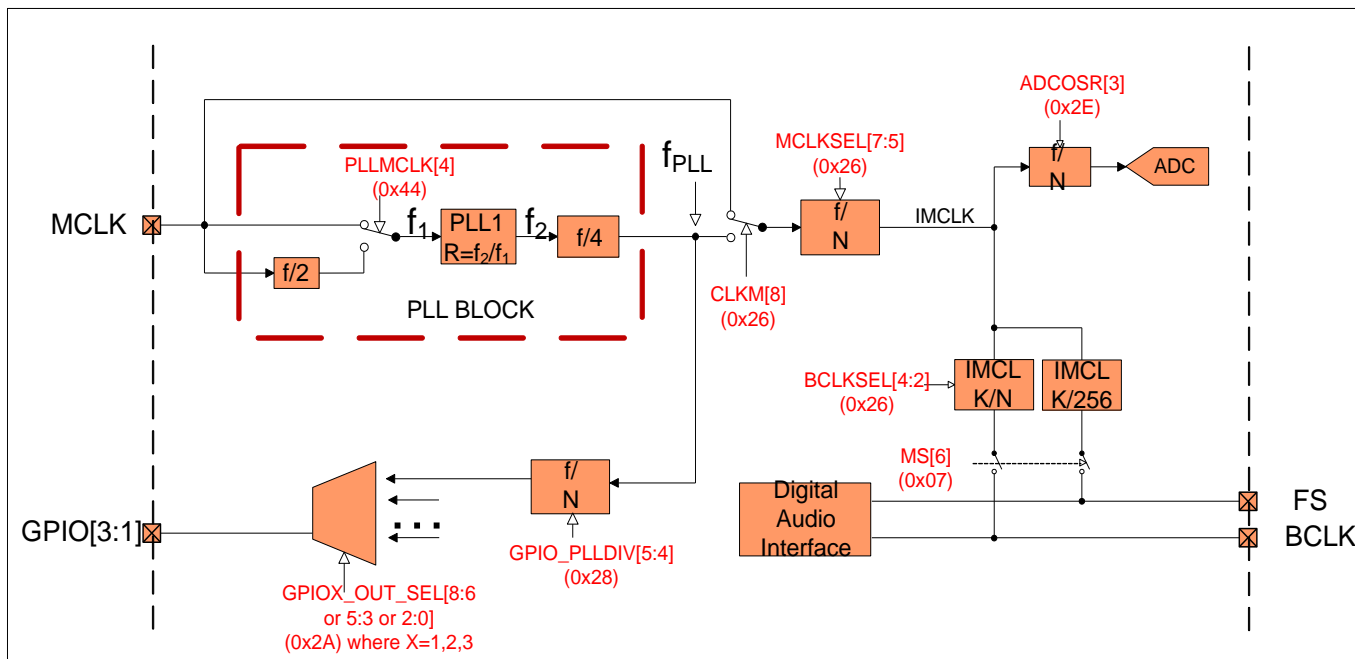 ADCOSR[3]
(0x2E)
MCLKSEL[7:5]
(0x26)
PLLMCLK[4]
(0x44)
fPLL
f/
N
ADC
MCLK
f1
PLL1
R=f2/f1
f2
f/4
f/
N
IMCLK
f/2
PLL BLOCK
CLKM[8]
(0x26)
BCLKSEL[4:2]
(0x26)
IMCL
K/N
IMCL
K/256
MS[6]
(0x07)
f/
N
Digital
Audio
Interface
FS
BCLK
GPIO[3:1]
GPIO_PLLDIV[5:4]
(0x28)
GPIOX_OUT_SEL[8:6
or 5:3 or 2:0]
(0x2A) where X=1,2,3